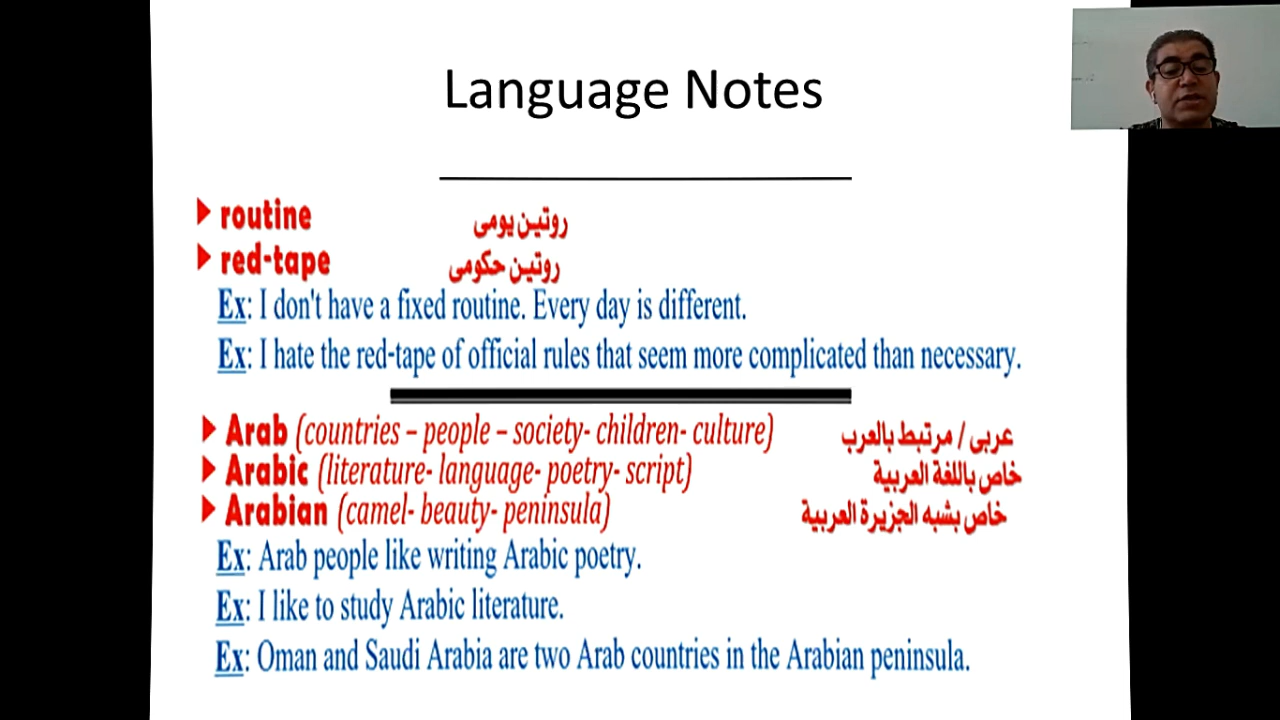 Language Notes
routine روتين يومى
red-tape روتين حكومى
Ex: I don't have a fixed routine. Every day is different.
Ex: I hate the red-tape of official rules that seem more complicated than necessary.
Arab (countries – people – society- children- culture) عربى / مرتبط بالعرب
Arabic (literature- language- poetry- script) خاص باللغة العربية
Arabian (camel- beauty- peninsula) خاص بشبه الجزيرة العربية
Ex: Arab people like writing Arabic poetry.
Ex: I like to study Arabic literature.
Ex: Oman and Saudi Arabia are two Arab countries in the Arabian peninsula.